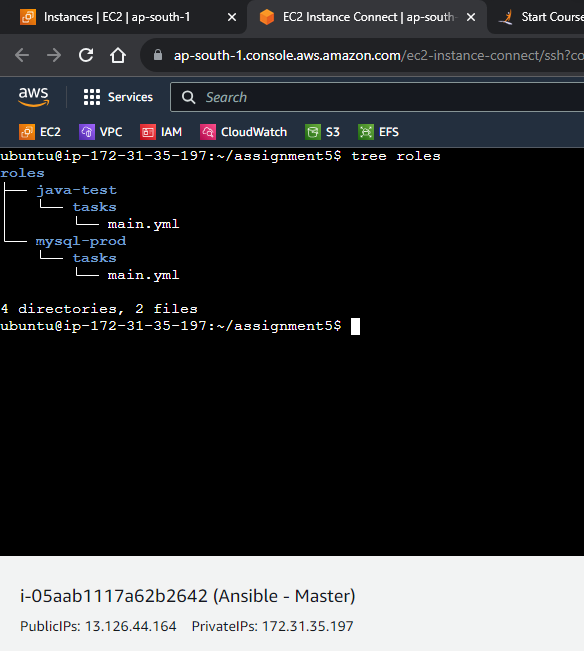 Instances | EC2 | ap-south-1
EC2 Instance Connect | ap-south-
Start Course
ap-south-1.console.aws.amazon.com/ec2-instance-connect/ssh?co
aws
Services
Search
EC2
VPC
IAM
CloudWatch
S3
EFS
ubuntu@ip-172-31-35-197:~/assignment5$ tree roles
roles
├── java-test
│   └── tasks
│       └── main.yml
└── mysql-prod
    └── tasks
        └── main.yml
4 directories, 2 files
ubuntu@ip-172-31-35-197:~/assignment5$
i-05aab1117a62b2642 (Ansible - Master)
PublicIPs: 13.126.44.164 PrivateIPs: 172.31.35.197